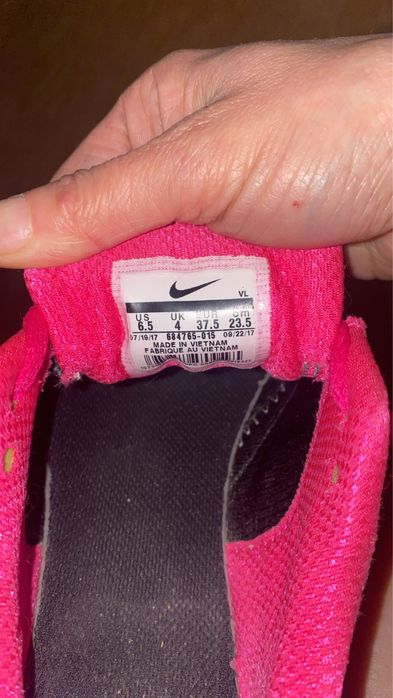 VL
US UK EUR cm
6.5 4 37.5 23.5
07/19/17 684765-015 09/22/17
MADE IN VIETNAM
FABRIQUE AU VIETNAM